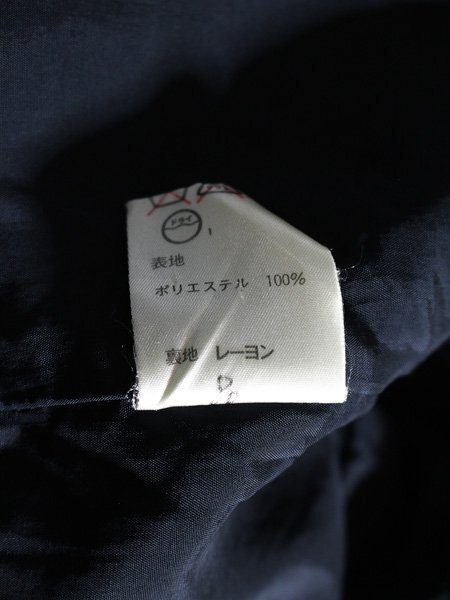 ドライ
表地
ポリエステル 100%
裏地 レーヨン